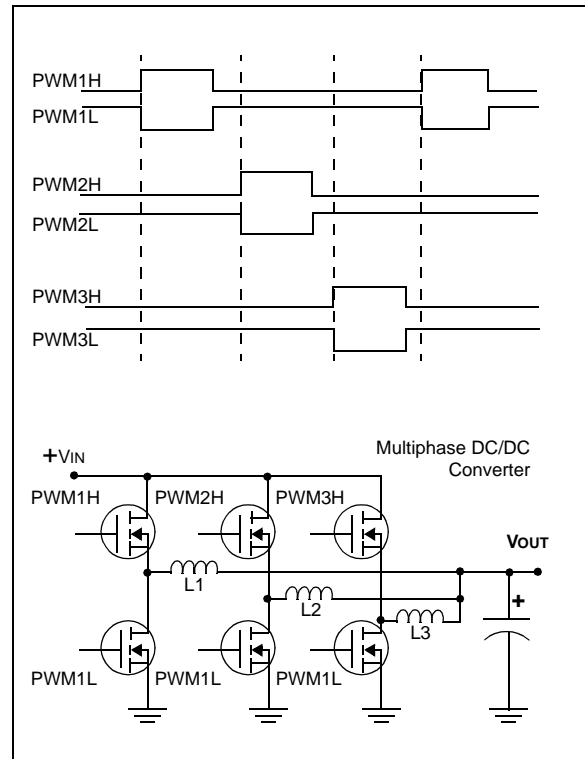 PWM1H
PWM1L
PWM2H
PWM2L
PWM3H
PWM3L
+VIN
Multiphase DC/DC
Converter
PWM1H PWM2H PWM3H
VOUT
L1
L2
+
L3
PWM1L PWM1L PWM1L